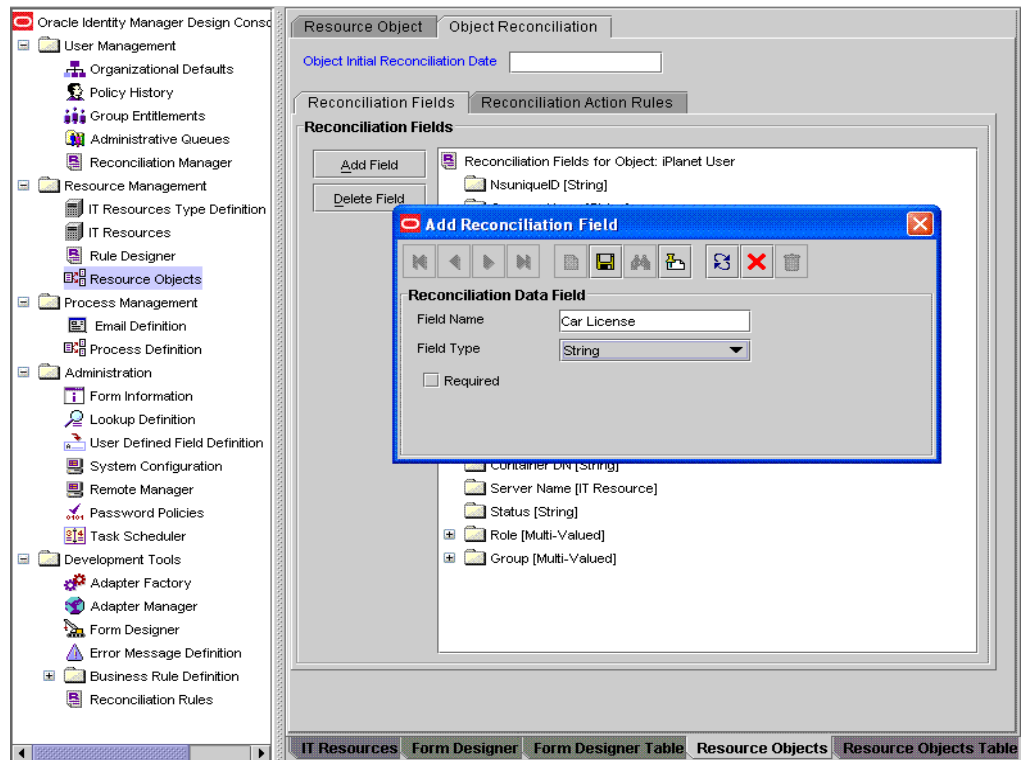 Oracle Identity Manager Design Conso
User Management
Organizational Defaults
Policy History
Group Entitlements
Administrative Queues
Reconciliation Manager
Resource Management
IT Resources Type Definition
IT Resources
Rule Designer
Resource Objects
Process Management
Email Definition
Process Definition
Administration
Form Information
Lookup Definition
User Defined Field Definition
System Configuration
Remote Manager
Password Policies
Task Scheduler
Development Tools
Adapter Factory
Adapter Manager
Form Designer
Error Message Definition
Business Rule Definition
Reconciliation Rules
Resource Object
Object Reconciliation
Object Initial Reconciliation Date
Reconciliation Fields
Reconciliation Action Rules
Reconciliation Fields
Add Field
Delete Field
Reconciliation Fields for Object: iPlanet User
NsuniqueID [String]
Add Reconciliation Field
Reconciliation Data Field
Field Name
Car License
Field Type
String
Required
Container DN [String]
Server Name [IT Resource]
Status [String]
Role [Multi-Valued]
Group [Multi-Valued]
IT Resources
Form Designer
Form Designer Table
Resource Objects
Resource Objects Table